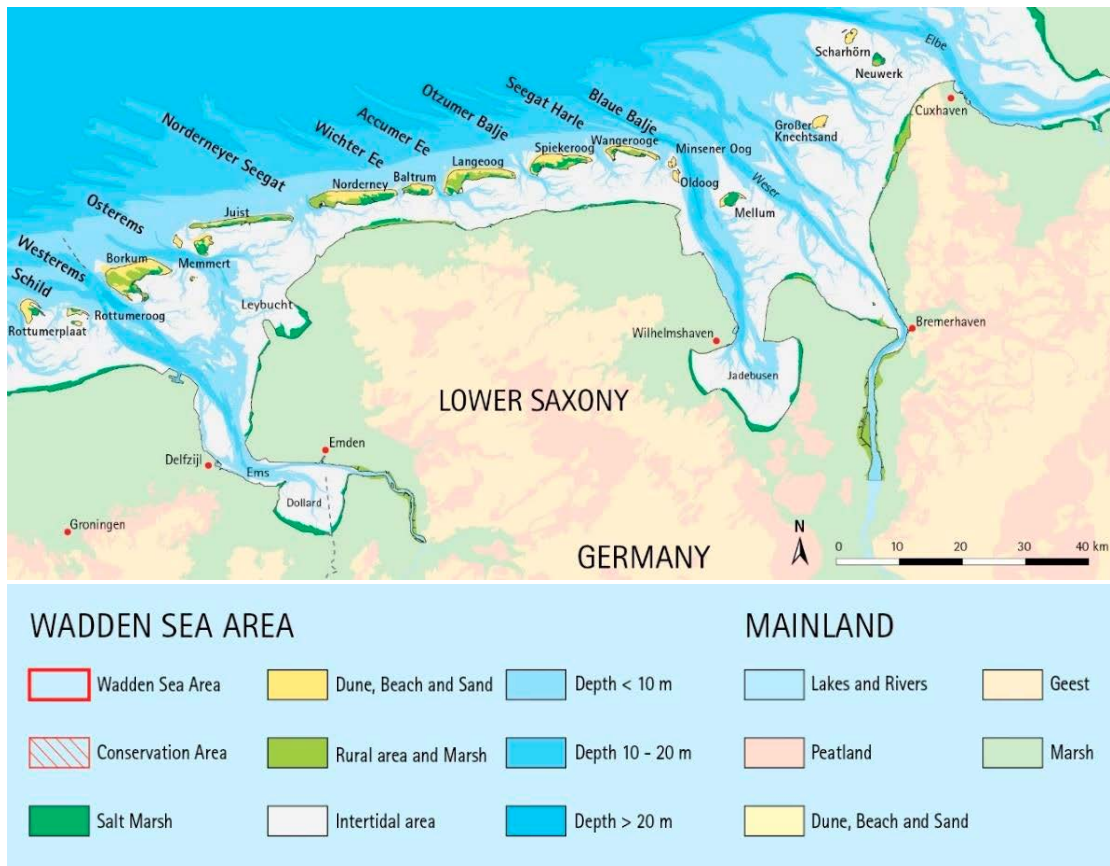 Scharhörn
Elbe
Neuwerk
Cuxhaven
Norderneyer Seegat
Wichter Ee
Accumer Ee
Otzumer Balje
Seegat Harle
Blaue Balje
Großer
Knechtsand
Minsener Oog
Wangerooge
Spiekeroog
Langeoog
Baltrum
Norderney
Oldoog
Weser
Mellum
Juist
Osterems
Memmert
Borkum
Westerems
Schild
Rottumeroog
Rottumerplaat
Leybucht
Wilhelmshaven
Bremerhaven
Jadebusen
LOWER SAXONY
Emden
Delfzijl
Ems
Dollard
Groningen
GERMANY
N
0 10 20 30 40 km
WADDEN SEA AREA
MAINLAND
Wadden Sea Area
Dune, Beach and Sand
Depth < 10 m
Lakes and Rivers
Geest
Conservation Area
Rural area and Marsh
Depth 10 - 20 m
Peatland
Marsh
Salt Marsh
Intertidal area
Depth > 20 m
Dune, Beach and Sand